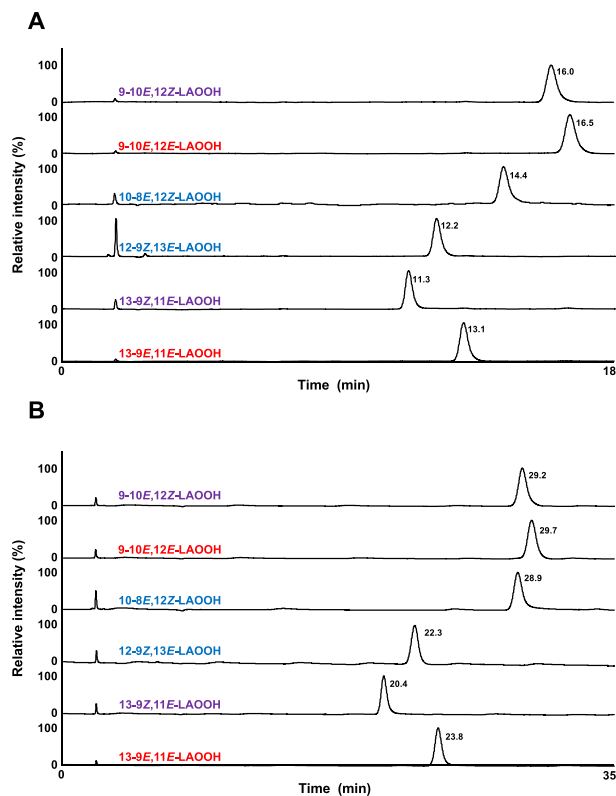 A
100
9-10E,12Z-LAOOH
16.0
0
100
9-10E,12E-LAOOH
16.5
0
100
10-8E,12Z-LAOOH
14.4
0
100
12-9Z,13E-LAOOH
12.2
0
100
13-9Z,11E-LAOOH
11.3
0
100
13-9E,11E-LAOOH
13.1
0
Relative intensity (%)
0
18
Time (min)
B
100
9-10E,12Z-LAOOH
29.2
0
100
9-10E,12E-LAOOH
29.7
0
100
10-8E,12Z-LAOOH
28.9
0
100
12-9Z,13E-LAOOH
22.3
0
100
13-9Z,11E-LAOOH
20.4
0
100
13-9E,11E-LAOOH
23.8
0
Relative intensity (%)
0
35
Time (min)